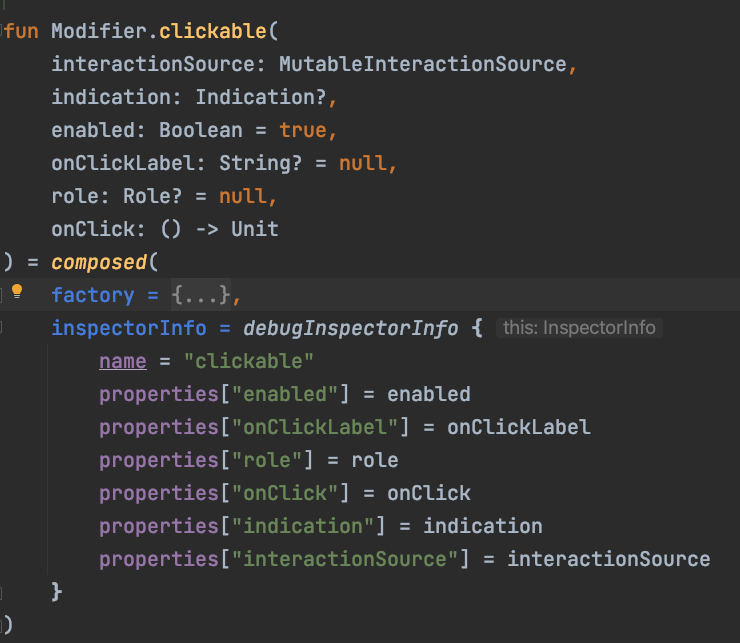 fun Modifier.clickable(
    interactionSource: MutableInteractionSource,
    indication: Indication?,
    enabled: Boolean = true,
    onClickLabel: String? = null,
    role: Role? = null,
    onClick: () -> Unit
) = composed(
    factory = {...},
    inspectorInfo = debugInspectorInfo { this: InspectorInfo
        name = "clickable"
        properties["enabled"] = enabled
        properties["onClickLabel"] = onClickLabel
        properties["role"] = role
        properties["onClick"] = onClick
        properties["indication"] = indication
        properties["interactionSource"] = interactionSource
    }
)